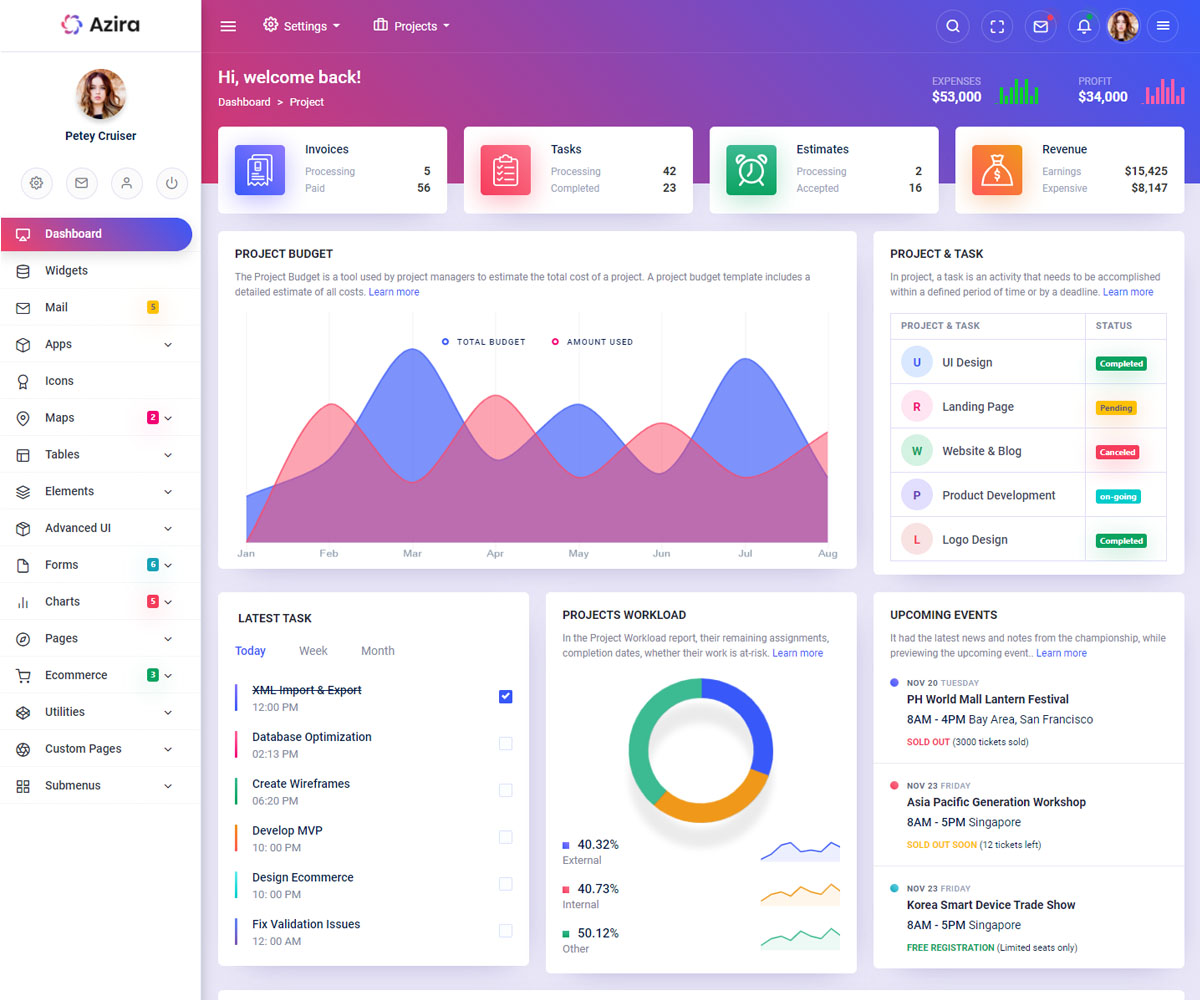 Azira
Settings
Projects
Petey Cruiser
Dashboard
Widgets
Mail 5
Apps
Icons
Maps 2
Tables
Elements
Advanced UI
Forms 6
Charts 5
Pages
Ecommerce 3
Utilities
Custom Pages
Submenus
Hi, welcome back!
Dashboard > Project
EXPENSES
$53,000
PROFIT
$34,000
Invoices
Processing 5
Paid 56
Tasks
Processing 42
Completed 23
Estimates
Processing 2
Accepted 16
Revenue
Earnings $15,425
Expensive $8,147
PROJECT BUDGET
The Project Budget is a tool used by project managers to estimate the total cost of a project. A project budget template includes a
detailed estimate of all costs. Learn more
TOTAL BUDGET AMOUNT USED
Jan Feb Mar Apr May Jun Jul Aug
PROJECT & TASK
In project, a task is an activity that needs to be accomplished
within a defined period of time or by a deadline. Learn more
PROJECT & TASK STATUS
U UI Design Completed
R Landing Page Pending
W Website & Blog Canceled
P Product Development on-going
L Logo Design Completed
LATEST TASK
Today Week Month
XML Import & Export
12:00 PM
Database Optimization
02:13 PM
Create Wireframes
06:20 PM
Develop MVP
10: 00 PM
Design Ecommerce
10: 00 PM
Fix Validation Issues
12: 00 AM
PROJECTS WORKLOAD
In the Project Workload report, their remaining assignments,
completion dates, whether their work is at-risk. Learn more
40.32%
External
40.73%
Internal
50.12%
Other
UPCOMING EVENTS
It had the latest news and notes from the championship, while
previewing the upcoming event.. Learn more
NOV 20 TUESDAY
PH World Mall Lantern Festival
8AM - 4PM Bay Area, San Francisco
SOLD OUT (3000 tickets sold)
NOV 23 FRIDAY
Asia Pacific Generation Workshop
8AM - 5PM Singapore
SOLD OUT SOON (12 tickets left)
NOV 23 FRIDAY
Korea Smart Device Trade Show
8AM - 5PM Singapore
FREE REGISTRATION (Limited seats only)